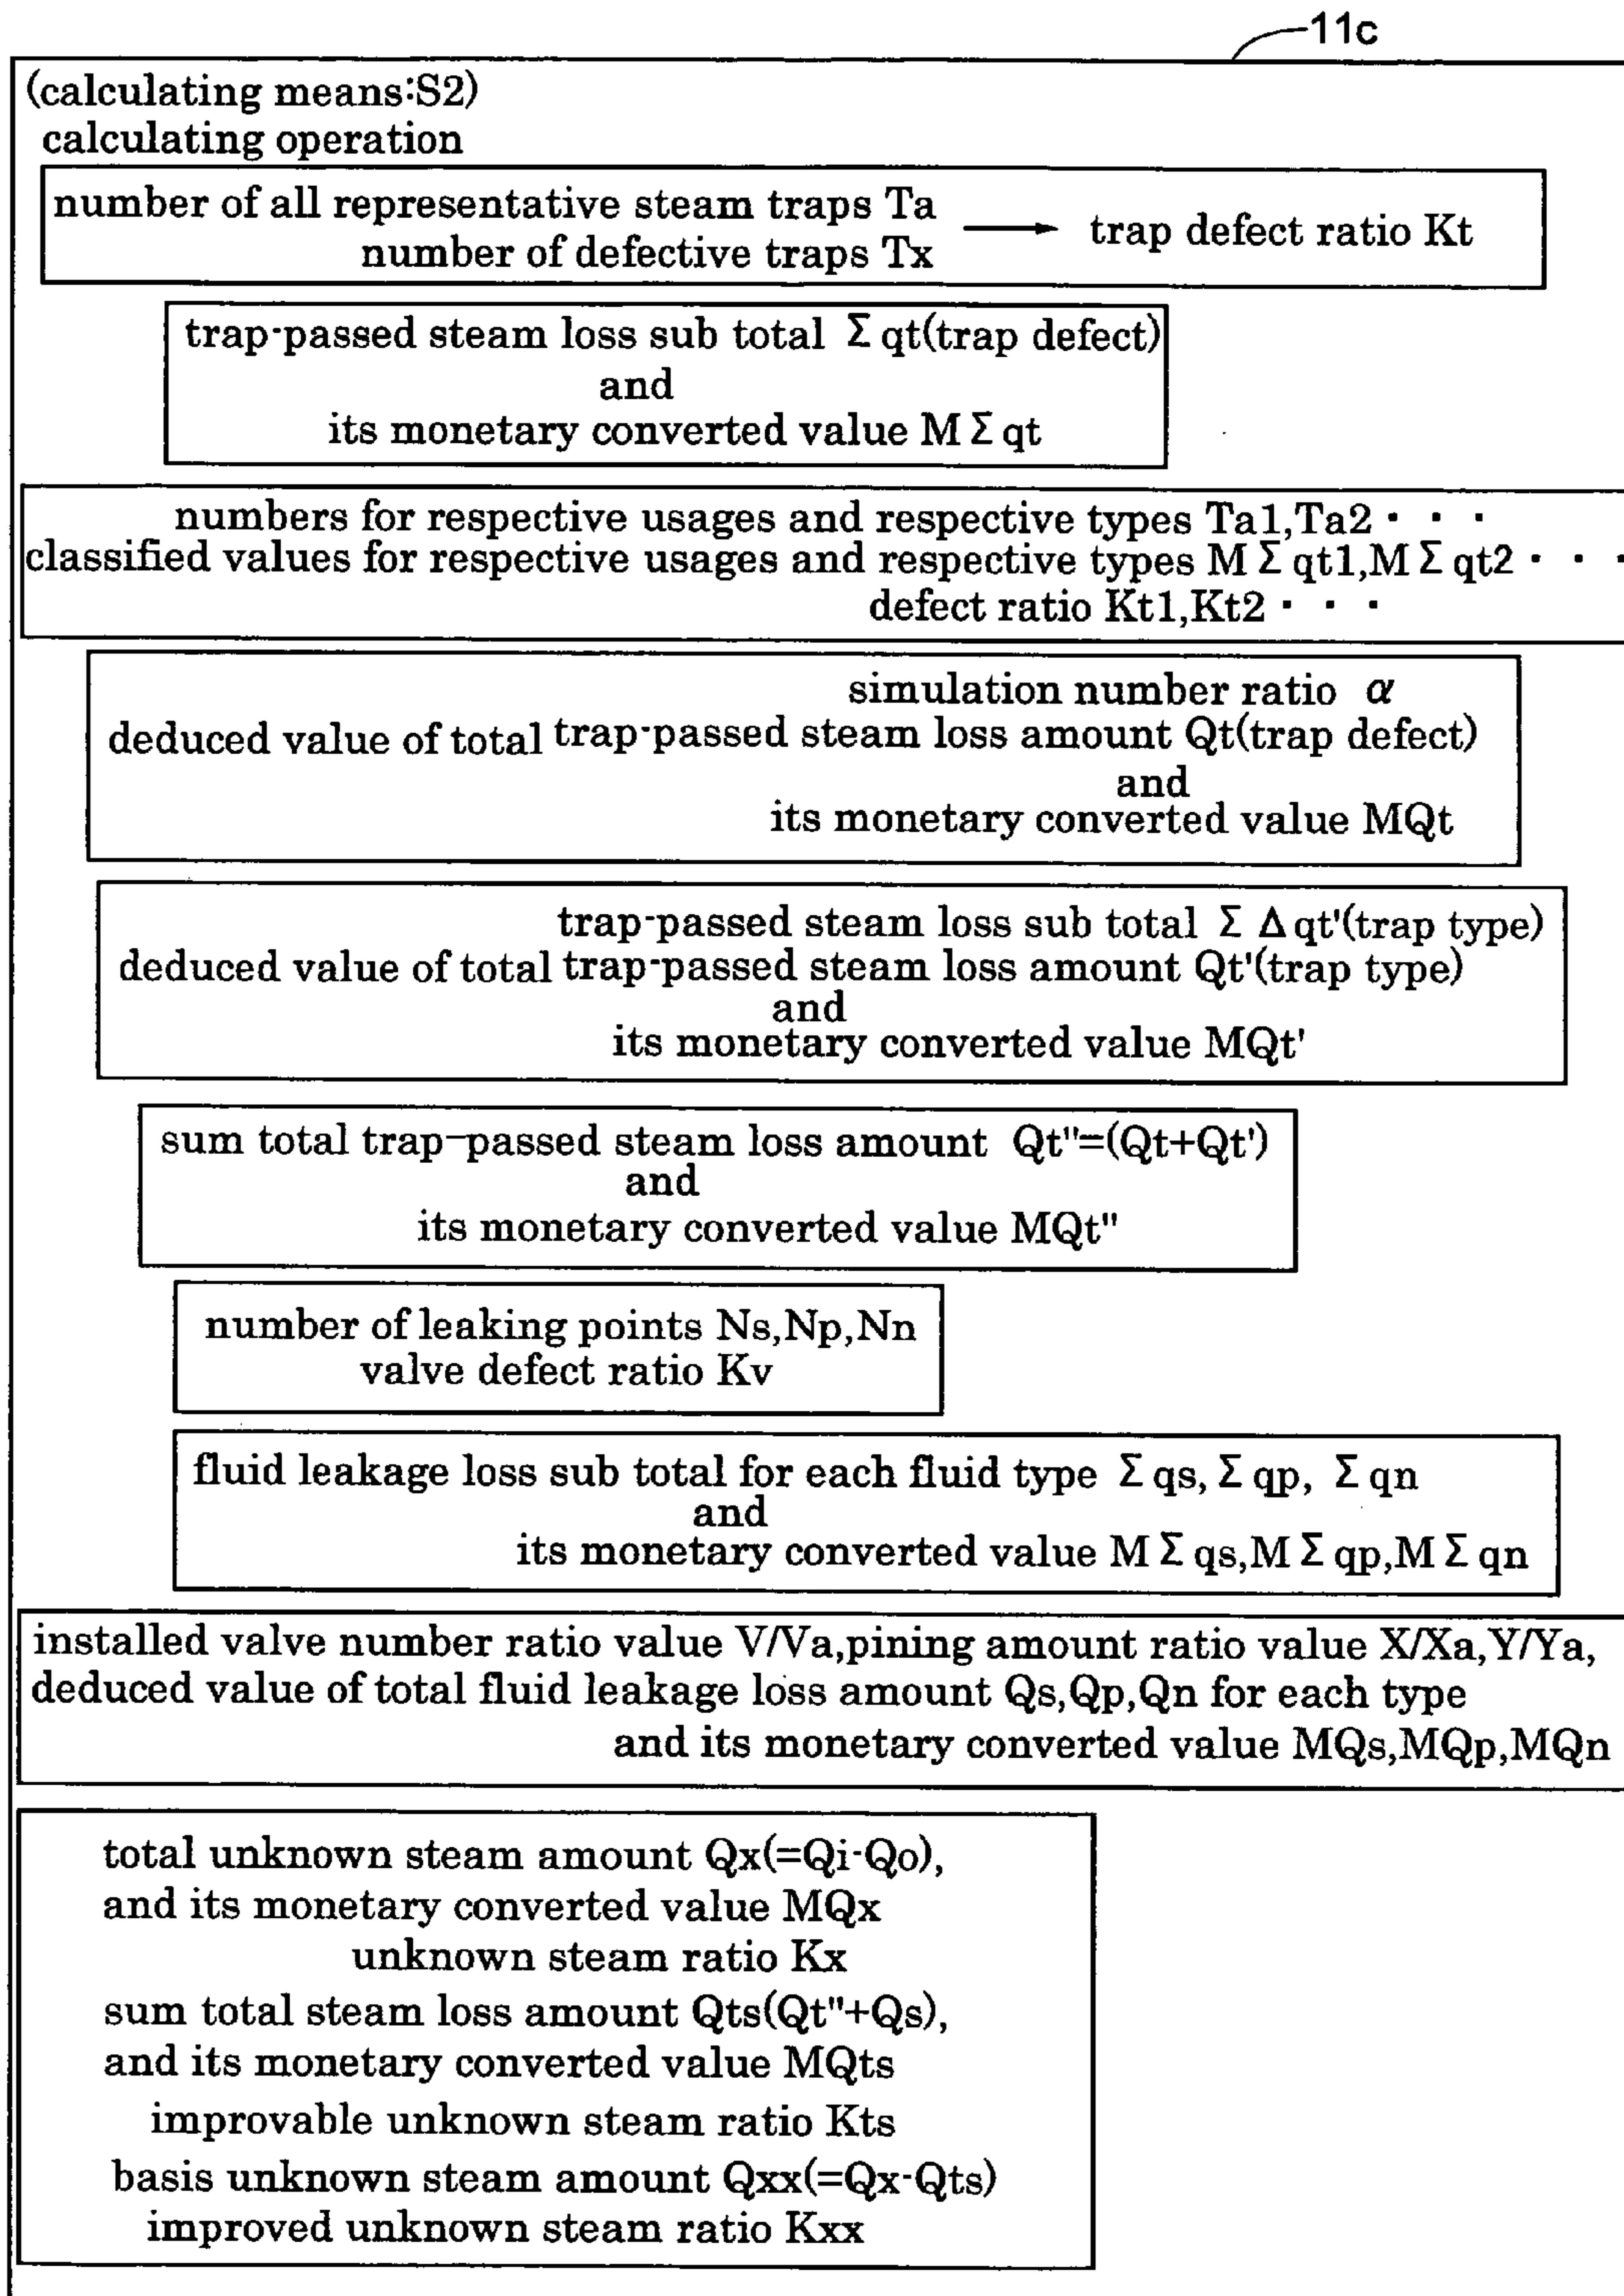 11c
(calculating means:S2)
calculating operation
number of all representative steam traps Ta
number of defective traps Tx
→ trap defect ratio Kt
trap-passed steam loss sub total Σqt(trap defect)
and
its monetary converted value MΣqt
numbers for respective usages and respective types Ta1,Ta2・・・
classified values for respective usages and respective types MΣqt1,MΣqt2・・・
defect ratio Kt1,Kt2・・・
simulation number ratio α
deduced value of total trap-passed steam loss amount Qt(trap defect)
and
its monetary converted value MQt
trap-passed steam loss sub total ΣΔqt'(trap type)
deduced value of total trap-passed steam loss amount Qt'(trap type)
and
its monetary converted value MQt'
sum total trap-passed steam loss amount Qt"=(Qt+Qt')
and
its monetary converted value MQt"
number of leaking points Ns,Np,Nn
valve defect ratio Kv
fluid leakage loss sub total for each fluid type Σqs,Σqp, Σqn
and
its monetary converted value MΣqs,MΣqp,MΣqn
installed valve number ratio value V/Va,pining amount ratio value X/Xa,Y/Ya,
deduced value of total fluid leakage loss amount Qs,Qp,Qn for each type
and its monetary converted value MQs,MQp,MQn
total unknown steam amount Qx(=Qi-Qo),
and its monetary converted value MQx
unknown steam ratio Kx
sum total steam loss amount Qts(Qt"+Qs),
and its monetary converted value MQts
improvable unknown steam ratio Kts
basis unknown steam amount Qxx(=Qx-Qts)
improved unknown steam ratio Kxx